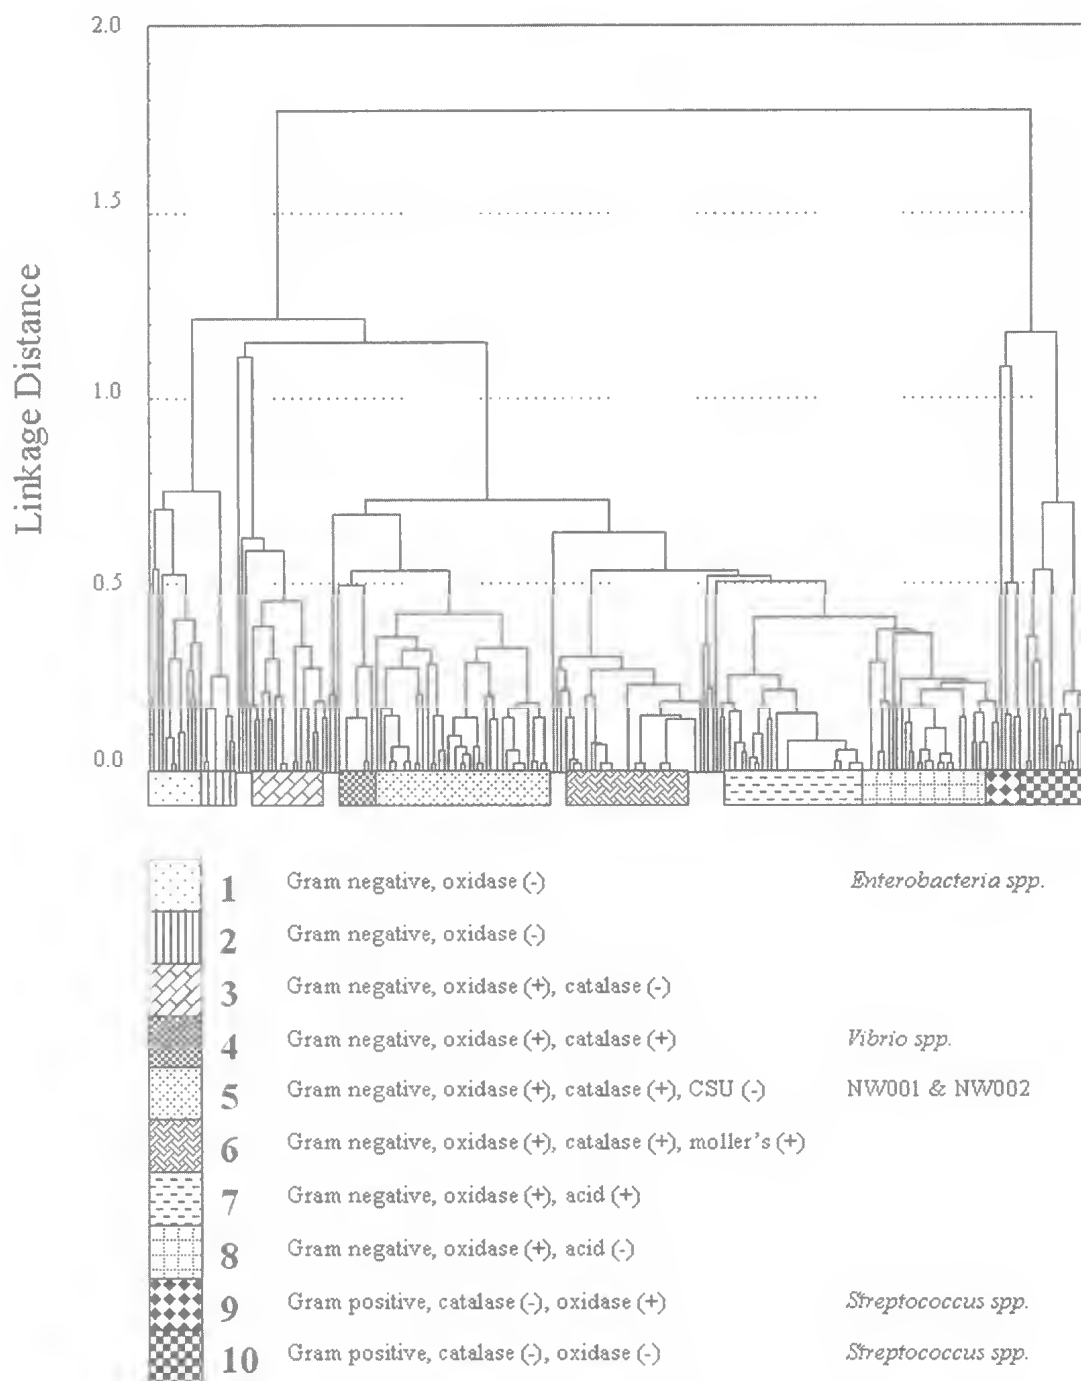 2.0
1.5
1.0
0.5
0.0
Linkage Distance
1 Gram negative, oxidase (-) Enterobacteria spp.
2 Gram negative, oxidase (-)
3 Gram negative, oxidase (+), catalase (-)
4 Gram negative, oxidase (+), catalase (+) Vibrio spp.
5 Gram negative, oxidase (+), catalase (+), CSU (-) NW001 & NW002
6 Gram negative, oxidase (+), catalase (+), moller's (+)
7 Gram negative, oxidase (+), acid (+)
8 Gram negative, oxidase (+), acid (-)
9 Gram positive, catalase (-), oxidase (+) Streptococcus spp.
10 Gram positive, catalase (-), oxidase (-) Streptococcus spp.